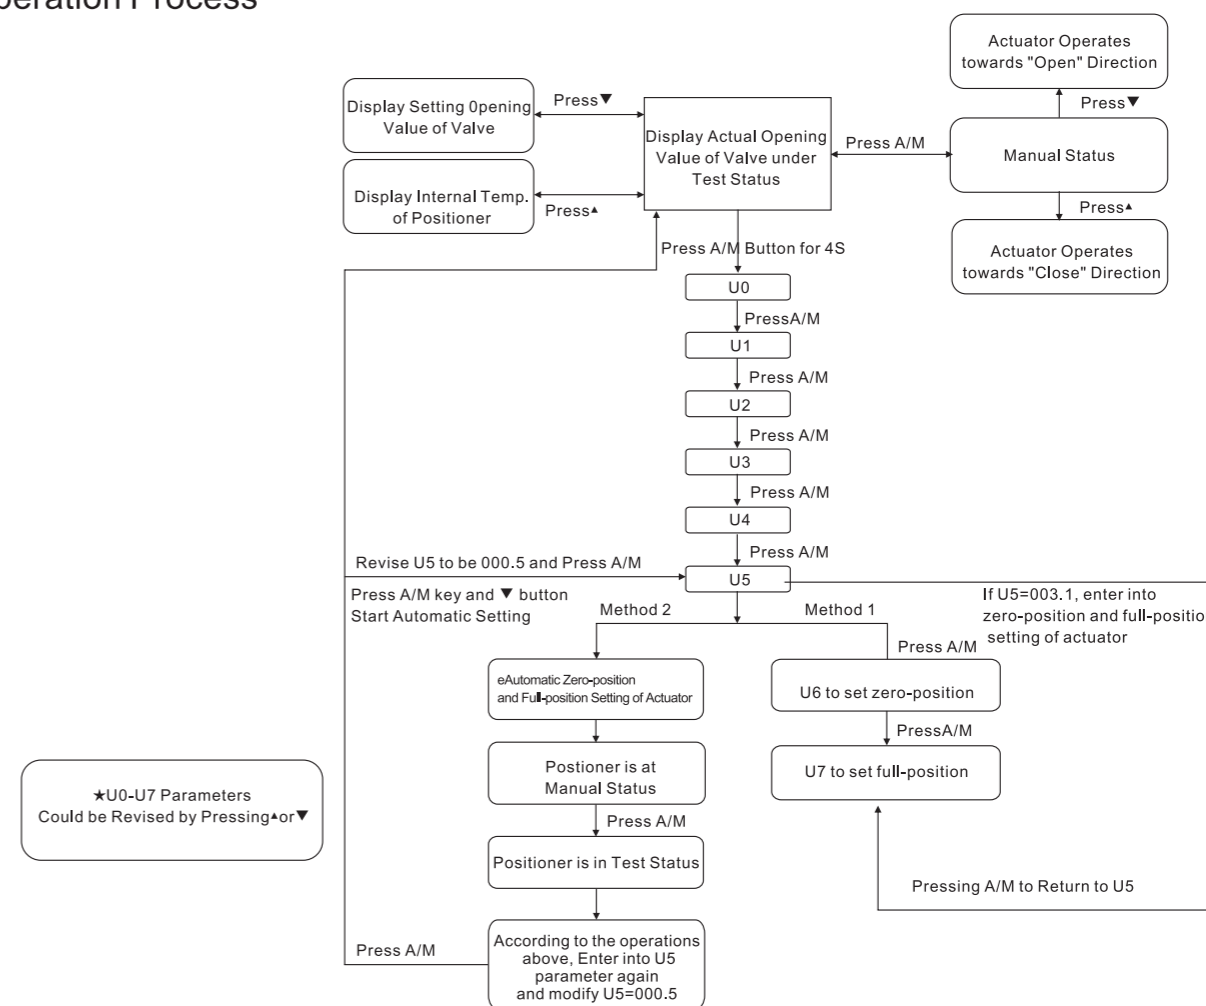 peration Process
Actuator Operates
towards "Open" Direction
Press▼
Display Setting 0pening
Value of Valve
Press▼
Display Actual Opening
Value of Valve under
Test Status
Press A/M
Manual Status
Display Internal Temp.
of Positioner
Press▲
Press▲
Actuator Operates
towards "Close" Direction
Press A/M Button for 4S
U0
PressA/M
U1
Press A/M
U2
Press A/M
U3
Press A/M
U4
Press A/M
Revise U5 to be 000.5 and Press A/M
U5
Press A/M key and ▼ button
Start Automatic Setting
Method 2
Method 1
If U5=003.1, enter into
zero-position and full-positio
setting of actuator
Press A/M
eAutomatic Zero-position
and Full-position Setting of Actuator
U6 to set zero-position
PressA/M
Postioner is at
Manual Status
U7 to set full-position
★U0-U7 Parameters
Could be Revised by Pressing▲or▼
Press A/M
Positioner is in Test Status
Pressing A/M to Return to U5
Press A/M
According to the operations
above, Enter into U5
parameter again
and modify U5=000.5